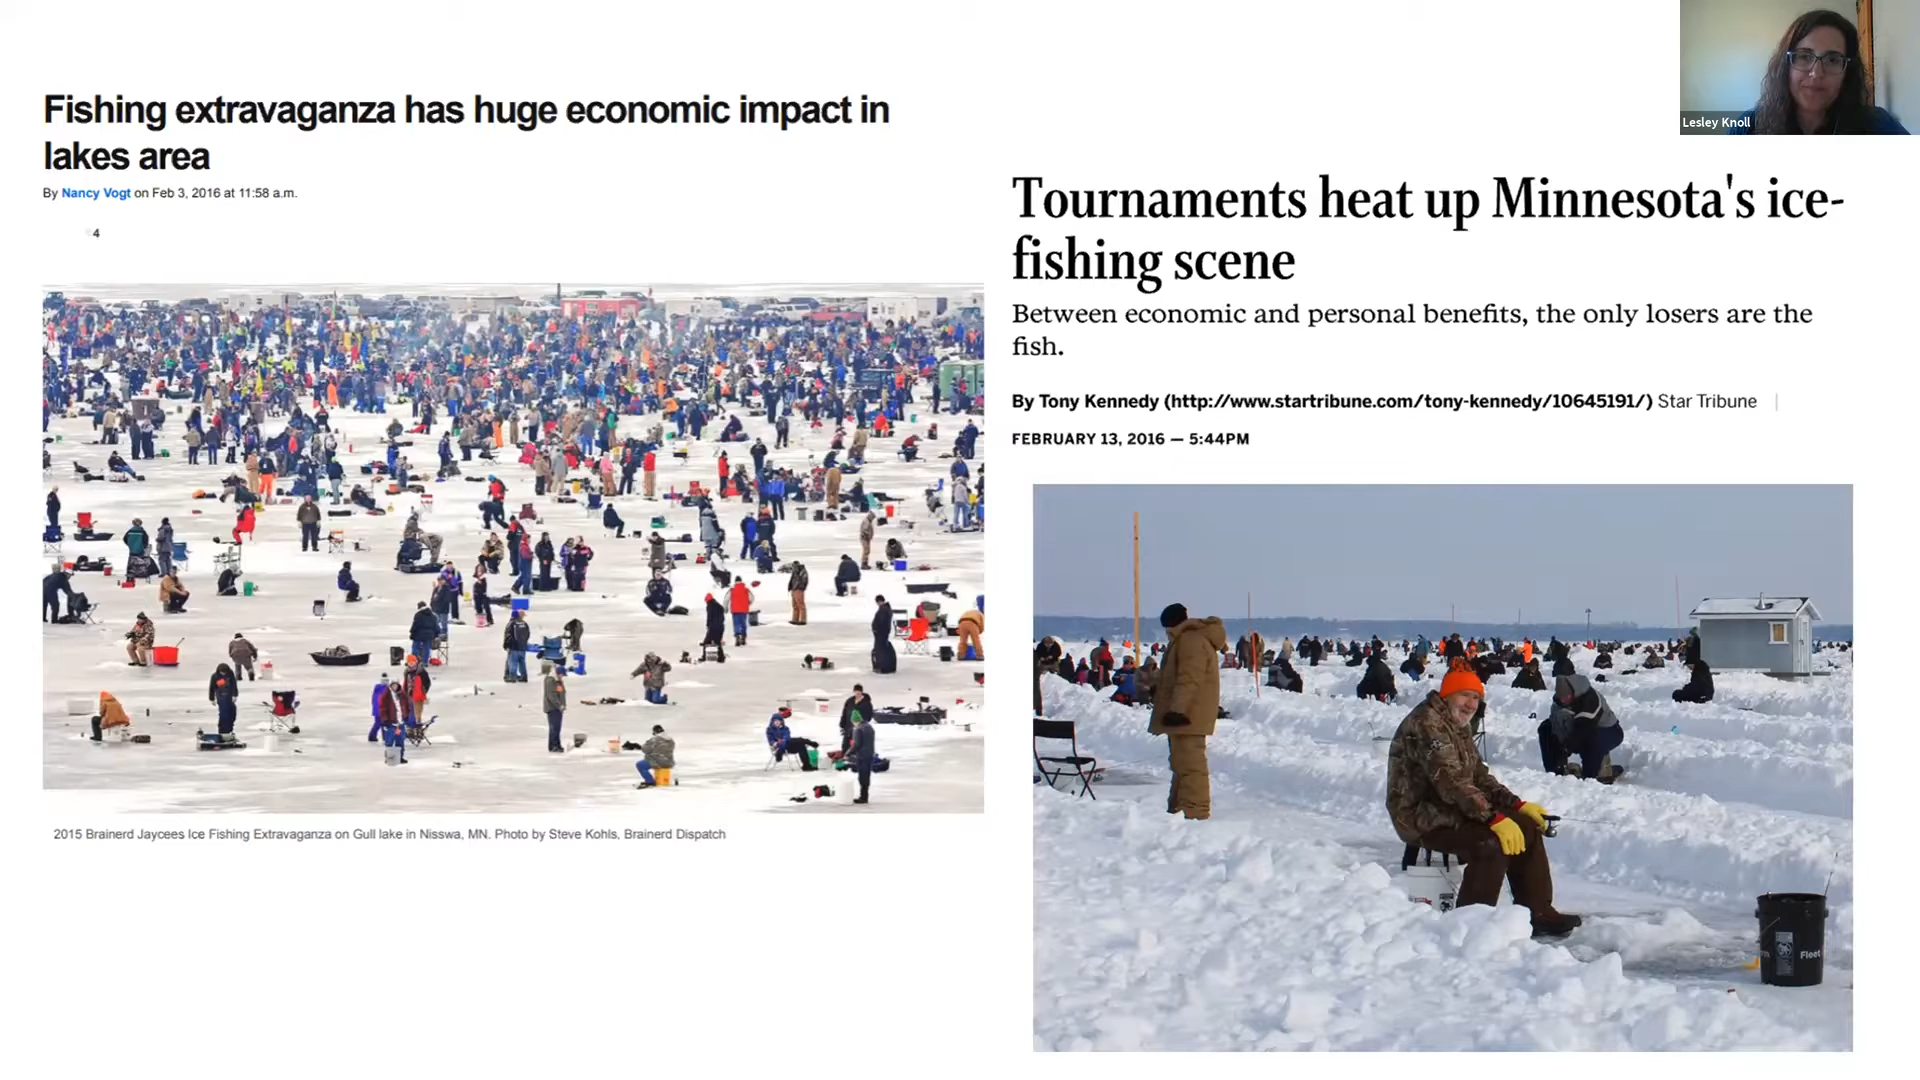 Fishing extravaganza has huge economic impact in
lakes area
By Nancy Vogt on Feb 3, 2016 at 11:58 a.m.
4
2015 Brainerd Jaycees Ice Fishing Extravaganza on Gull lake in Nisswa, MN. Photo by Steve Kohls, Brainerd Dispatch
Lesley Knoll
Tournaments heat up Minnesota's ice-
fishing scene
Between economic and personal benefits, the only losers are the
fish.
By Tony Kennedy (http://www.startribune.com/tony-kennedy/10645191/) Star Tribune |
FEBRUARY 13, 2016 — 5:44PM
Fleet